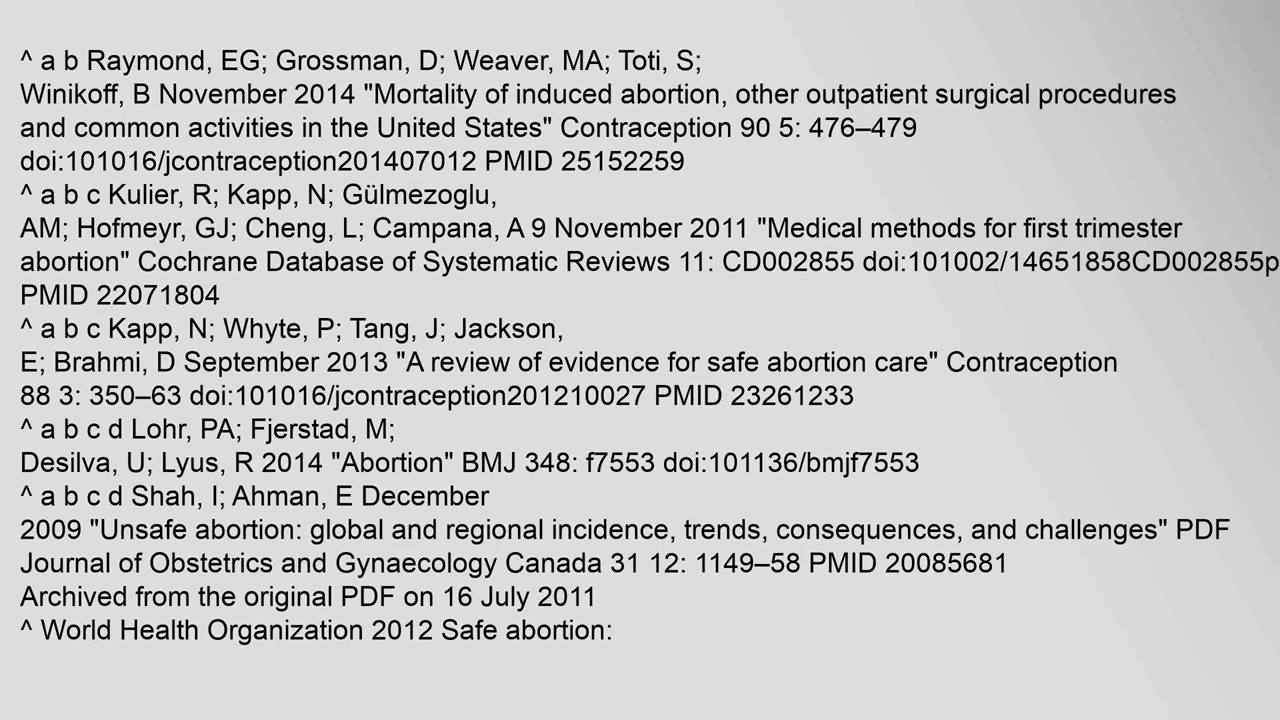 ^ a b Raymond, EG; Grossman, D; Weaver, MA; Toti, S;
Winikoff, B November 2014 "Mortality of induced abortion, other outpatient surgical procedures
and common activities in the United States" Contraception 90 5: 476–479
doi:101016/jcontraception201407012 PMID 25152259
^ a b c Kulier, R; Kapp, N; Gülmezoglu,
AM; Hofmeyr, GJ; Cheng, L; Campana, A 9 November 2011 "Medical methods for first trimester
abortion" Cochrane Database of Systematic Reviews 11: CD002855 doi:101002/14651858CD002855p
PMID 22071804
^ a b c Kapp, N; Whyte, P; Tang, J; Jackson,
E; Brahmi, D September 2013 "A review of evidence for safe abortion care" Contraception
88 3: 350–63 doi:101016/jcontraception201210027 PMID 23261233
^ a b c d Lohr, PA; Fjerstad, M;
Desilva, U; Lyus, R 2014 "Abortion" BMJ 348: f7553 doi:101136/bmjf7553
^ a b c d Shah, I; Ahman, E December
2009 "Unsafe abortion: global and regional incidence, trends, consequences, and challenges" PDF
Journal of Obstetrics and Gynaecology Canada 31 12: 1149–58 PMID 20085681
Archived from the original PDF on 16 July 2011
^ World Health Organization 2012 Safe abortion: